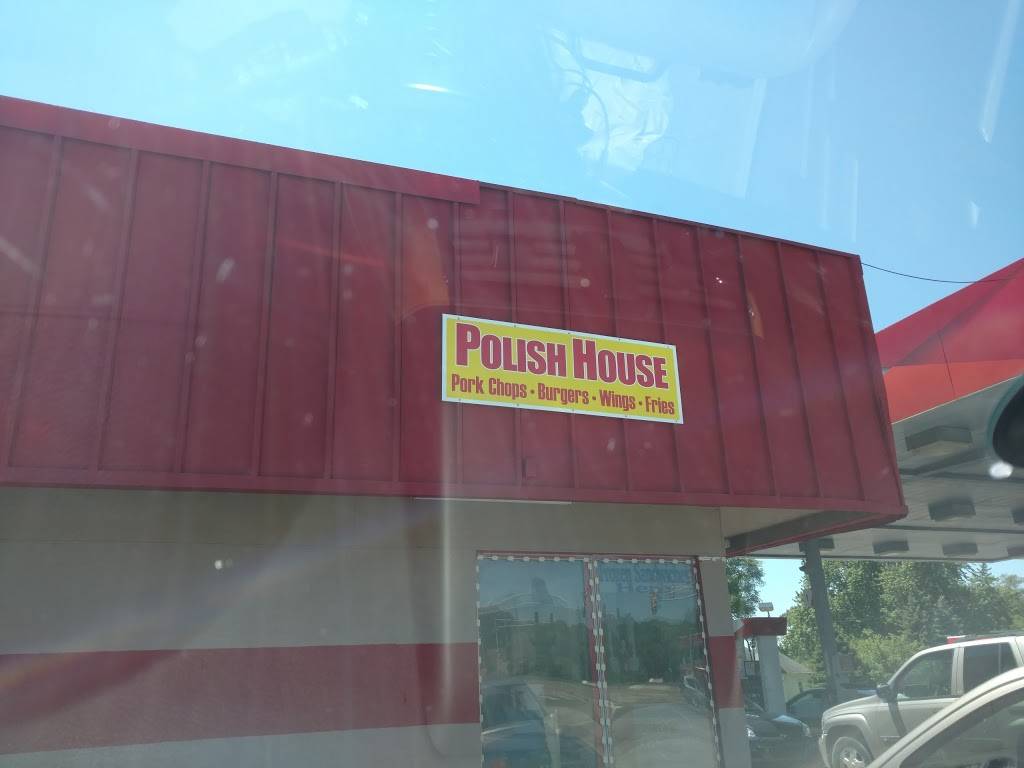 POLISH HOUSE
Pork Chops • Burgers • Wings • Fries